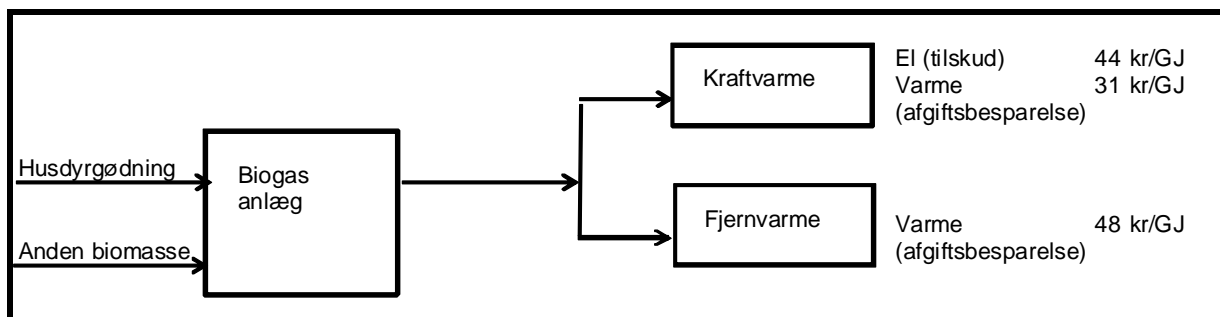 Kraftvarme
El (tilskud) 44 kr/GJ
Varme 31 kr/GJ
(afgiftsbesparelse)
Husdyrgødning
Biogas
anlæg
Anden biomasse
Fjernvarme
Varme 48 kr/GJ
(afgiftsbesparelse)